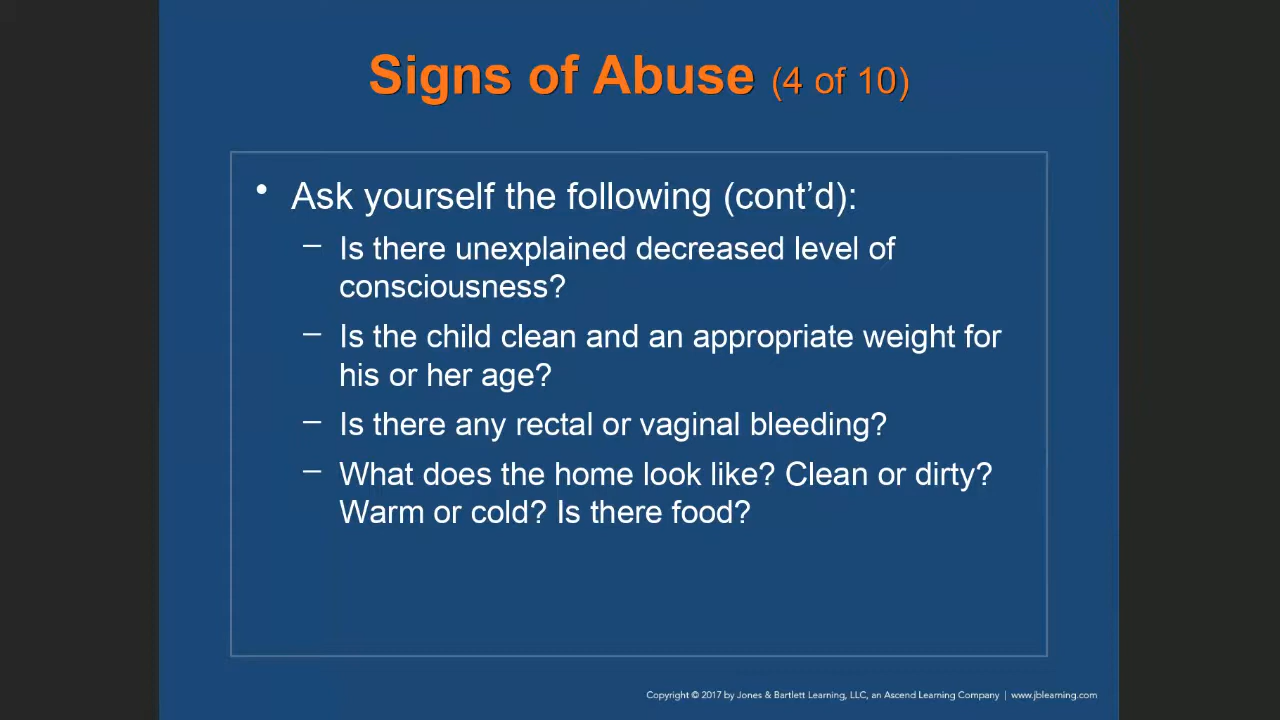 Signs of Abuse (4 of 10)
• Ask yourself the following (cont’d):
– Is there unexplained decreased level of
consciousness?
– Is the child clean and an appropriate weight for
his or her age?
– Is there any rectal or vaginal bleeding?
– What does the home look like? Clean or dirty?
Warm or cold? Is there food?
Copyright © 2017 by Jones & Bartlett Learning, LLC, an Ascend Learning Company | www.jblearning.com